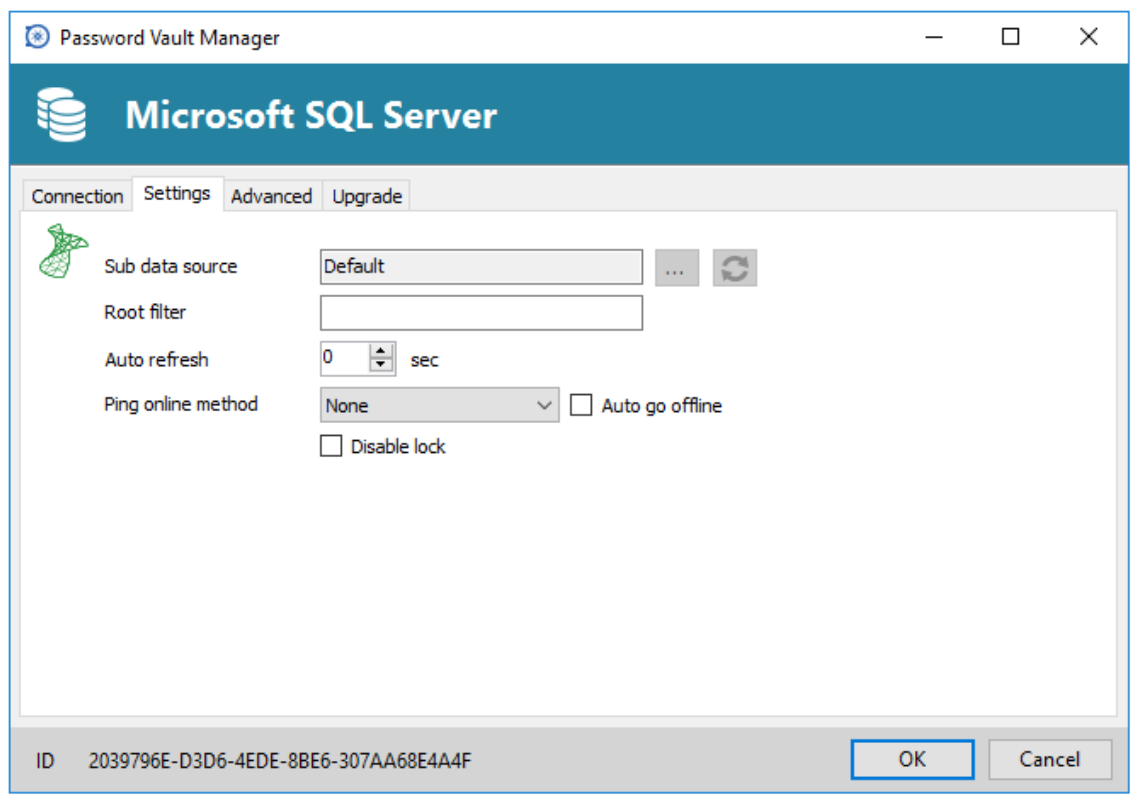 Password Vault Manager
Microsoft SQL Server
Connection Settings Advanced Upgrade
Sub data source Default ...
Root filter
Auto refresh 0 sec
Ping online method None Auto go offline
Disable lock
ID 2039796E-D3D6-4EDE-8BE6-307AA68E4A4F OK Cancel